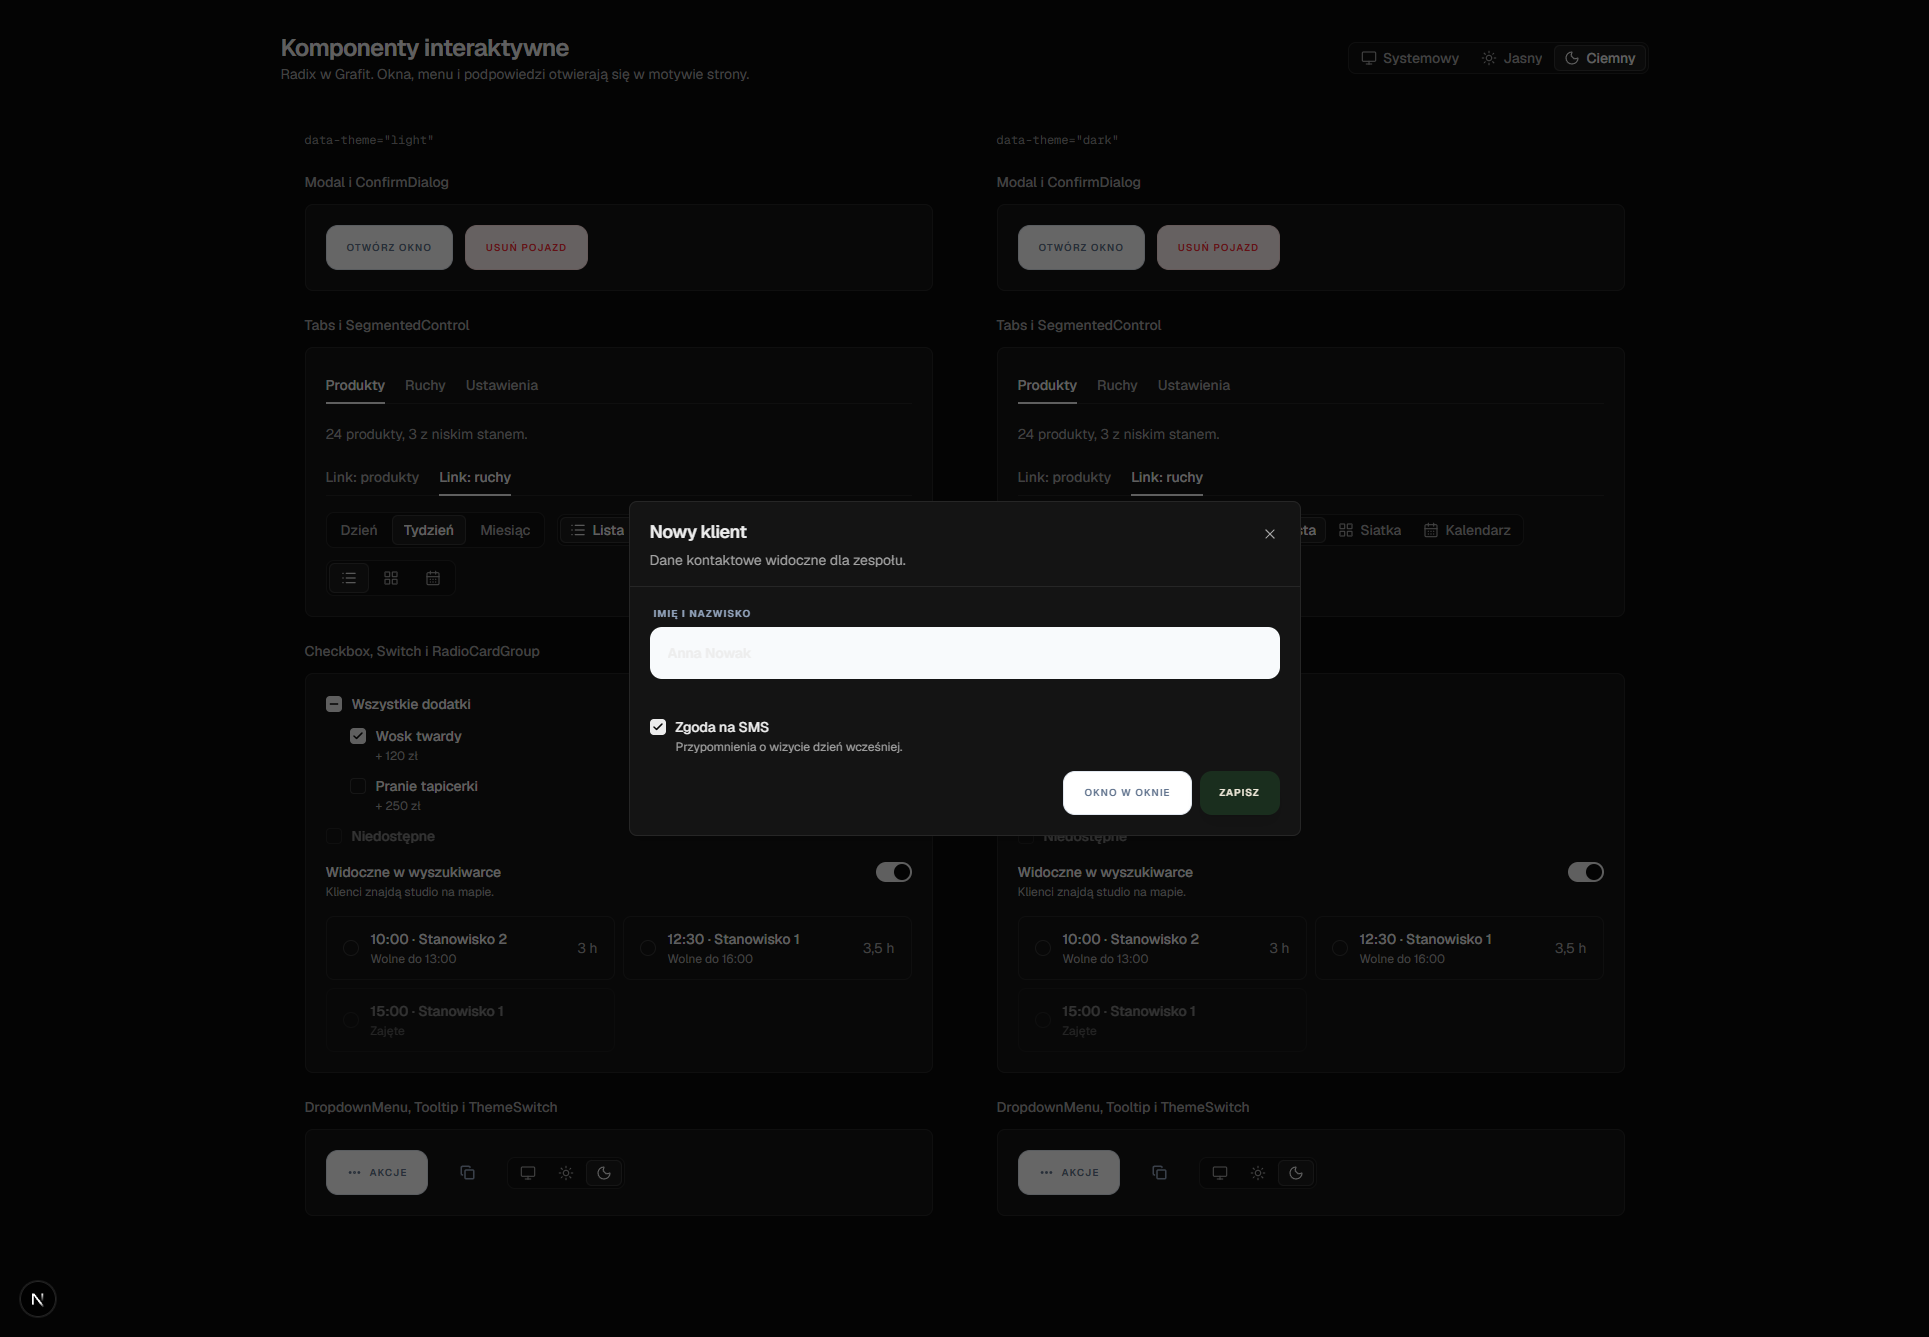 Komponenty interaktywne
Radix w Grafit. Okna, menu i podpowiedzi otwierają się w motywie strony.
Systemowy
Jasny
Ciemny
data-theme="light"
Modal i ConfirmDialog
OTWÓRZ OKNO
USUŃ POJAZD
Tabs i SegmentedControl
Produkty
Ruchy
Ustawienia
24 produkty, 3 z niskim stanem.
Link: produkty
Link: ruchy
Dzień
Tydzień
Miesiąc
Lista
Checkbox, Switch i RadioCardGroup
Wszystkie dodatki
Wosk twardy
+ 120 zł
Pranie tapicerki
+ 250 zł
Niedostępne
Widoczne w wyszukiwarce
Klienci znajdą studio na mapie.
10:00 · Stanowisko 2
Wolne do 13:00
3 h
12:30 · Stanowisko 1
Wolne do 16:00
3,5 h
15:00 · Stanowisko 1
Zajęte
DropdownMenu, Tooltip i ThemeSwitch
AKCJE
data-theme="dark"
Modal i ConfirmDialog
OTWÓRZ OKNO
USUŃ POJAZD
Tabs i SegmentedControl
Produkty
Ruchy
Ustawienia
24 produkty, 3 z niskim stanem.
Link: produkty
Link: ruchy
sta
Siatka
Kalendarz
Niedostępne
Widoczne w wyszukiwarce
Klienci znajdą studio na mapie.
10:00 · Stanowisko 2
Wolne do 13:00
3 h
12:30 · Stanowisko 1
Wolne do 16:00
3,5 h
15:00 · Stanowisko 1
Zajęte
DropdownMenu, Tooltip i ThemeSwitch
AKCJE
Nowy klient
Dane kontaktowe widoczne dla zespołu.
IMIĘ I NAZWISKO
Anna Nowak
Zgoda na SMS
Przypomnienia o wizycie dzień wcześniej.
OKNO W OKNIE
ZAPISZ
N